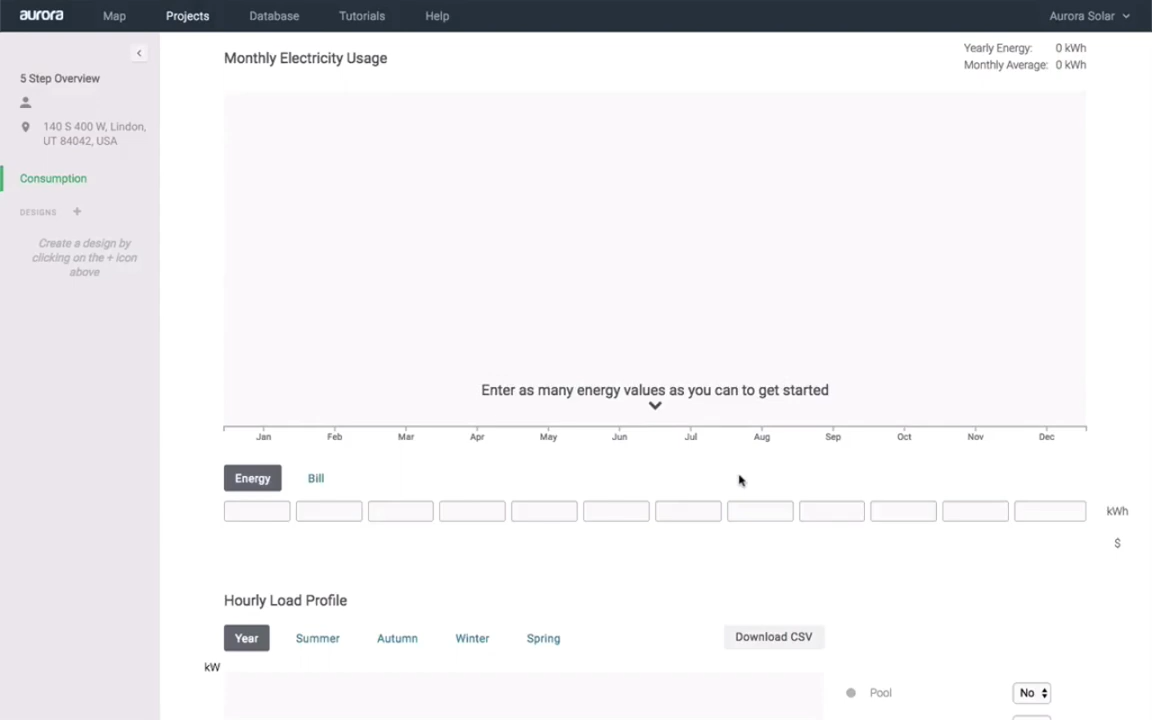 aurora
Map
Projects
Database
Tutorials
Help
Aurora Solar
5 Step Overview
140 S 400 W, Lindon,
UT 84042, USA
Consumption
DESIGNS +
Create a design by
clicking on the + icon
above
Monthly Electricity Usage
Yearly Energy: 0 kWh
Monthly Average: 0 kWh
Enter as many energy values as you can to get started
Jan Feb Mar Apr May Jun Jul Aug Sep Oct Nov Dec
Energy Bill
kWh
$
Hourly Load Profile
Year Summer Autumn Winter Spring Download CSV
kW
Pool No